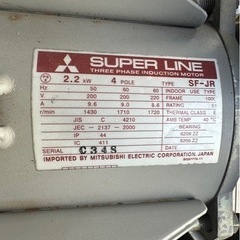 SUPER LINE
THREE PHASE INDUCTION MOTOR
2.2 kW 4 POLE TYPE SF-JR
Hz 50 60 60 INDOOR USE TYPE
V 200 200 220 FRAME 100L
A 9.6 9.0 8.6 RATING S1
r/min 1430 1710 1720 THERMAL CLASS E
JIS C 4210 AMB TEMP 40 ℃
JEC-2137-2000 BEARING
IP 44 6206 ZZ
IC 411 6206 ZZ
SERIAL C34S
IMPORTED BY MITSUBISHI ELECTRIC CORPORATION, JAPAN